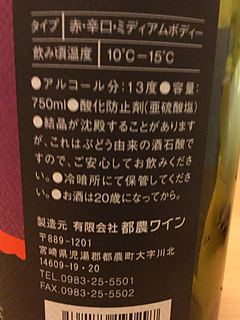 タイプ 赤・辛口・ミディアムボディー
飲み頃温度 10℃－15℃
●アルコール分：13度●容量：
750ml●酸化防止剤(亜硫酸塩)
●結晶が沈殿することがあります
が、これはぶどう由来の酒石酸
ですので、ご安心してお飲みくだ
さい。●冷暗所にて保管してくだ
さい。●お酒は20歳になってから。
製造元 有限会社都農ワイン
〒889-1201
宮崎県児湯郡都農町大字川北
14609-19・20
TEL.0983-25-5501
FAX.0983-25-5502